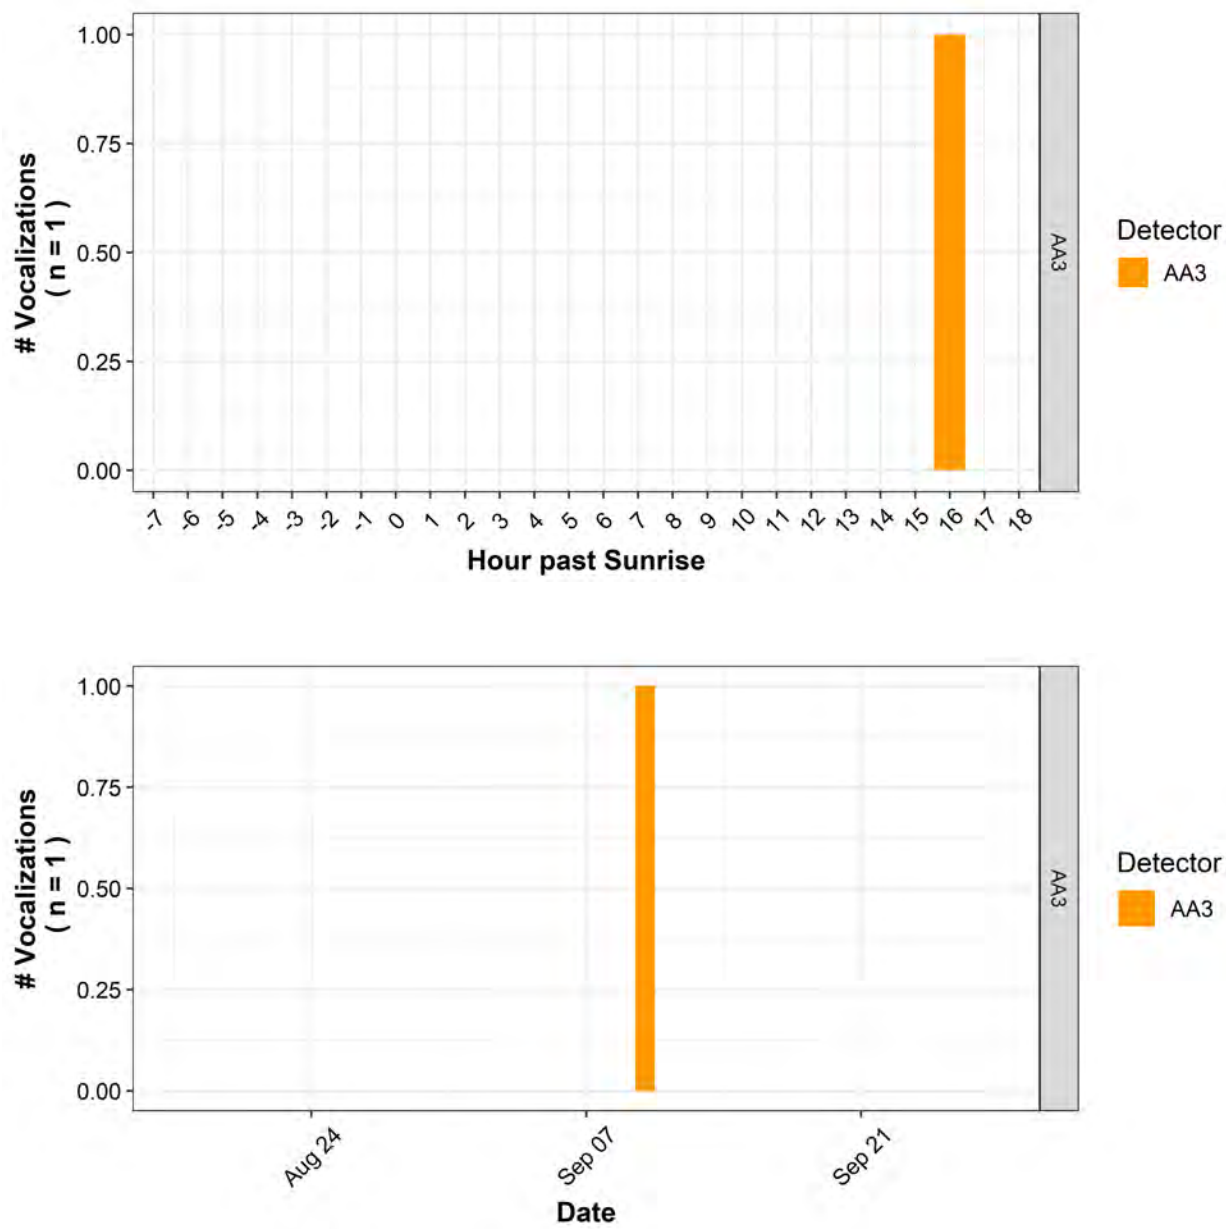 1.00
0.75
0.50
0.25
0.00
# Vocalizations
( n = 1 )
-7 -6 -5 -4 -3 -2 -1 0 1 2 3 4 5 6 7 8 9 10 11 12 13 14 15 16 17 18
Hour past Sunrise
AA3
Detector
AA3
1.00
0.75
0.50
0.25
0.00
# Vocalizations
( n = 1 )
Aug 24 Sep 07 Sep 21
Date
AA3
Detector
AA3